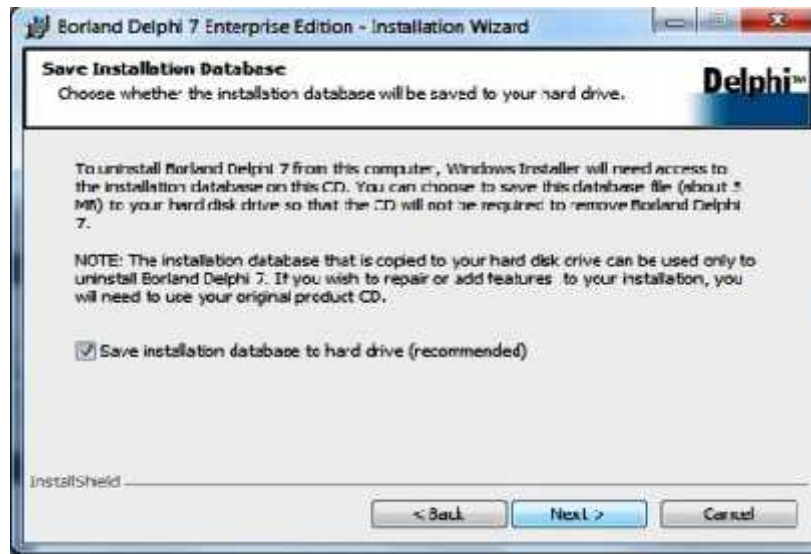 Borland Delphi 7 Enterprise Edition - Installation Wizard
Save Installation Database
Choose whether the installation database will be saved to your hard drive.
Delphi™
To uninstall Borland Delphi 7 from this computer, Windows Installer will need access to
the installation database on this CD. You can choose to save this database file (about
MB) to your hard disk drive so that the CD will not be required to remove Borland Delphi
7.
NOTE: The installation database that is copied to your hard disk drive can be used only to
uninstall Borland Delphi 7. If you wish to repair or add features to your installation, you
will need to use your original product CD.
Save installation database to hard drive (recommended)
InstallShield
< Back
Next >
Cancel